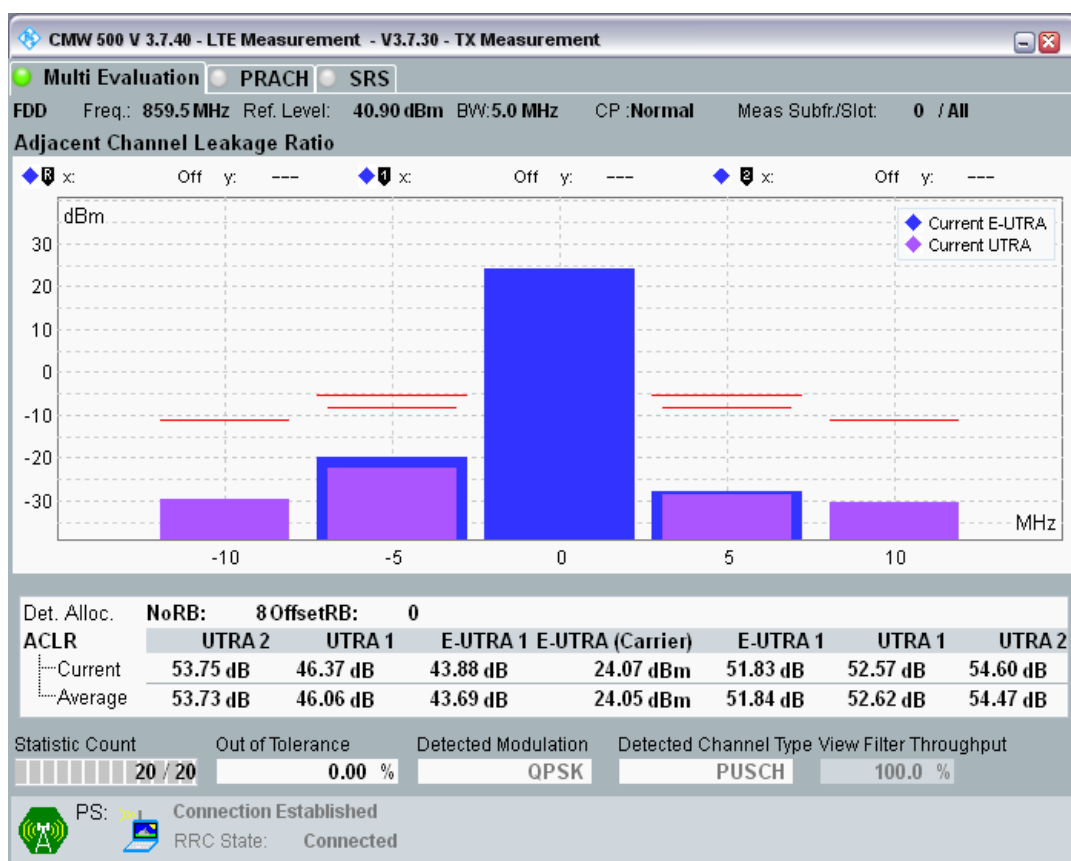 CMW 500 V 3.7.40 - LTE Measurement - V3.7.30 - TX Measurement
Multi Evaluation PRACH SRS
FDD Freq.: 859.5 MHz Ref. Level: 40.90 dBm BW:5.0 MHz CP :Normal Meas Subfr./Slot: 0 / All
Adjacent Channel Leakage Ratio
R x: Off y: --- 1 x: Off y: --- 2 x: Off y: ---
dBm
Current E-UTRA
Current UTRA
30
20
10
0
-10
-20
-30
MHz
-10 -5 0 5 10
Det. Alloc. NoRB: 8 OffsetRB: 0
ACLR UTRA 2 UTRA 1 E-UTRA 1 E-UTRA (Carrier) E-UTRA 1 UTRA 1 UTRA 2
Current 53.75 dB 46.37 dB 43.88 dB 24.07 dBm 51.83 dB 52.57 dB 54.60 dB
Average 53.73 dB 46.06 dB 43.69 dB 24.05 dBm 51.84 dB 52.62 dB 54.47 dB
Statistic Count Out of Tolerance Detected Modulation Detected Channel Type View Filter Throughput
20 / 20 0.00 % QPSK PUSCH 100.0 %
PS: Connection Established
RRC State: Connected